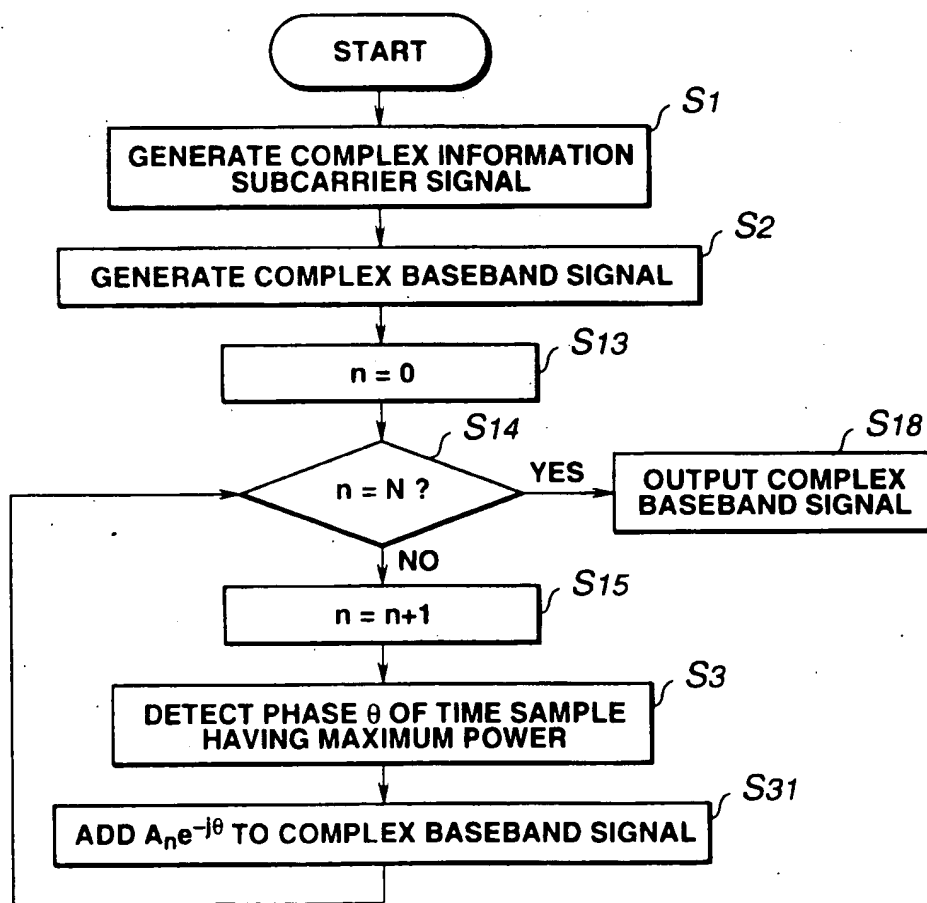 START
S1
GENERATE COMPLEX INFORMATION
SUBCARRIER SIGNAL
S2
GENERATE COMPLEX BASEBAND SIGNAL
S13
n = 0
S14
n = N ?
YES
S18
OUTPUT COMPLEX
BASEBAND SIGNAL
NO
S15
n = n+1
S3
DETECT PHASE θ OF TIME SAMPLE
HAVING MAXIMUM POWER
S31
ADD Aₙe⁻ʲᶿ TO COMPLEX BASEBAND SIGNAL